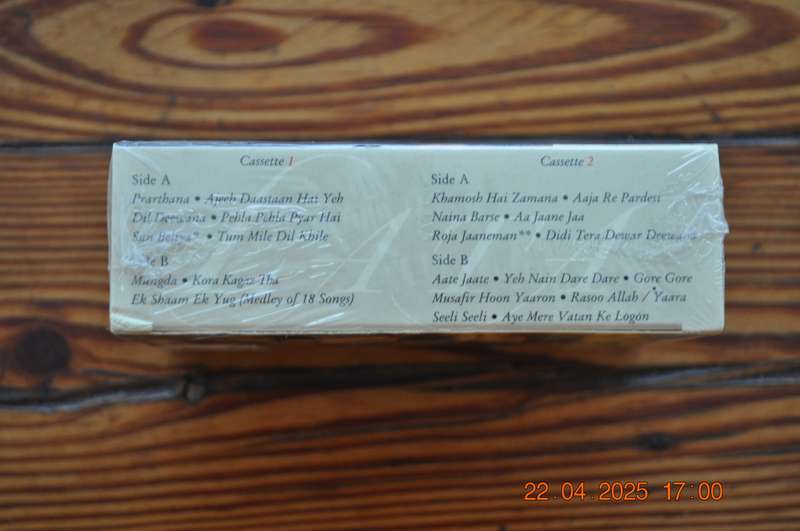 Cassette 1
Side A
Prarthana • Ajeeb Daastaan Hai Yeh
Dil Deewana • Pehla Pehla Pyar Hai
Sun Beliya* • Tum Mile Dil Khile
Side B
Mungda • Kora Kagaz Tha
Ek Shaam Ek Yug (Medley of 18 Songs)
Cassette 2
Side A
Khamosh Hai Zamana • Aaja Re Pardesi
Naina Barse • Aa Jaane Jaa
Roja Jaaneman** • Didi Tera Dewar Deewana
Side B
Aate Jaate • Yeh Nain Dare Dare • Gore Gore
Musafir Hoon Yaaron • Rasoo Allah / Yaara
Seeli Seeli • Aye Mere Vatan Ke Logon
22.04.2025 17:00